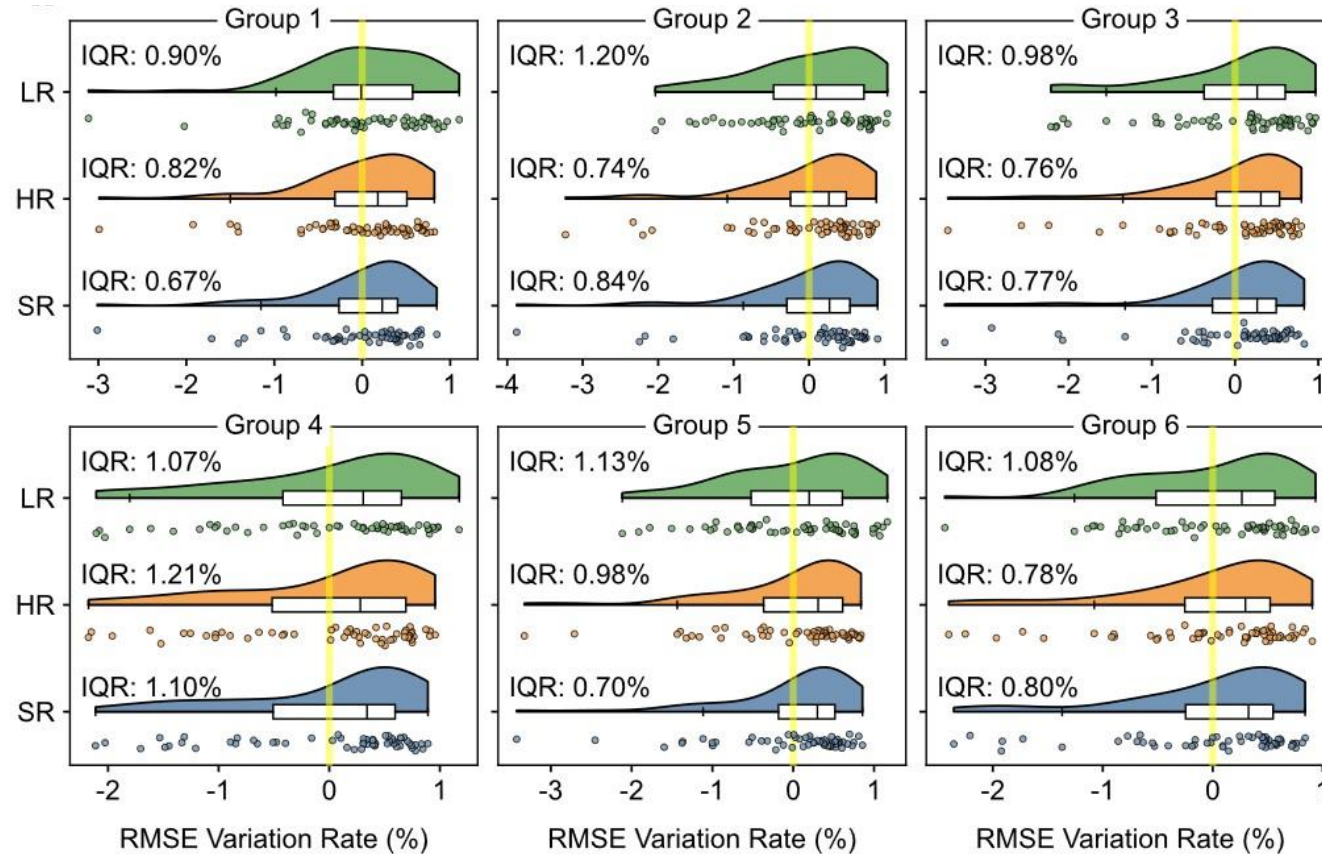 Group 1
Group 2
Group 3
LR
IQR: 0.90%
IQR: 1.20%
IQR: 0.98%
HR
IQR: 0.82%
IQR: 0.74%
IQR: 0.76%
SR
IQR: 0.67%
IQR: 0.84%
IQR: 0.77%
-3 -2 -1 0 1
-4 -3 -2 -1 0 1
-3 -2 -1 0 1
Group 4
Group 5
Group 6
LR
IQR: 1.07%
IQR: 1.13%
IQR: 1.08%
HR
IQR: 1.21%
IQR: 0.98%
IQR: 0.78%
SR
IQR: 1.10%
IQR: 0.70%
IQR: 0.80%
-2 -1 0 1
-3 -2 -1 0 1
-2 -1 0 1
RMSE Variation Rate (%)
RMSE Variation Rate (%)
RMSE Variation Rate (%)